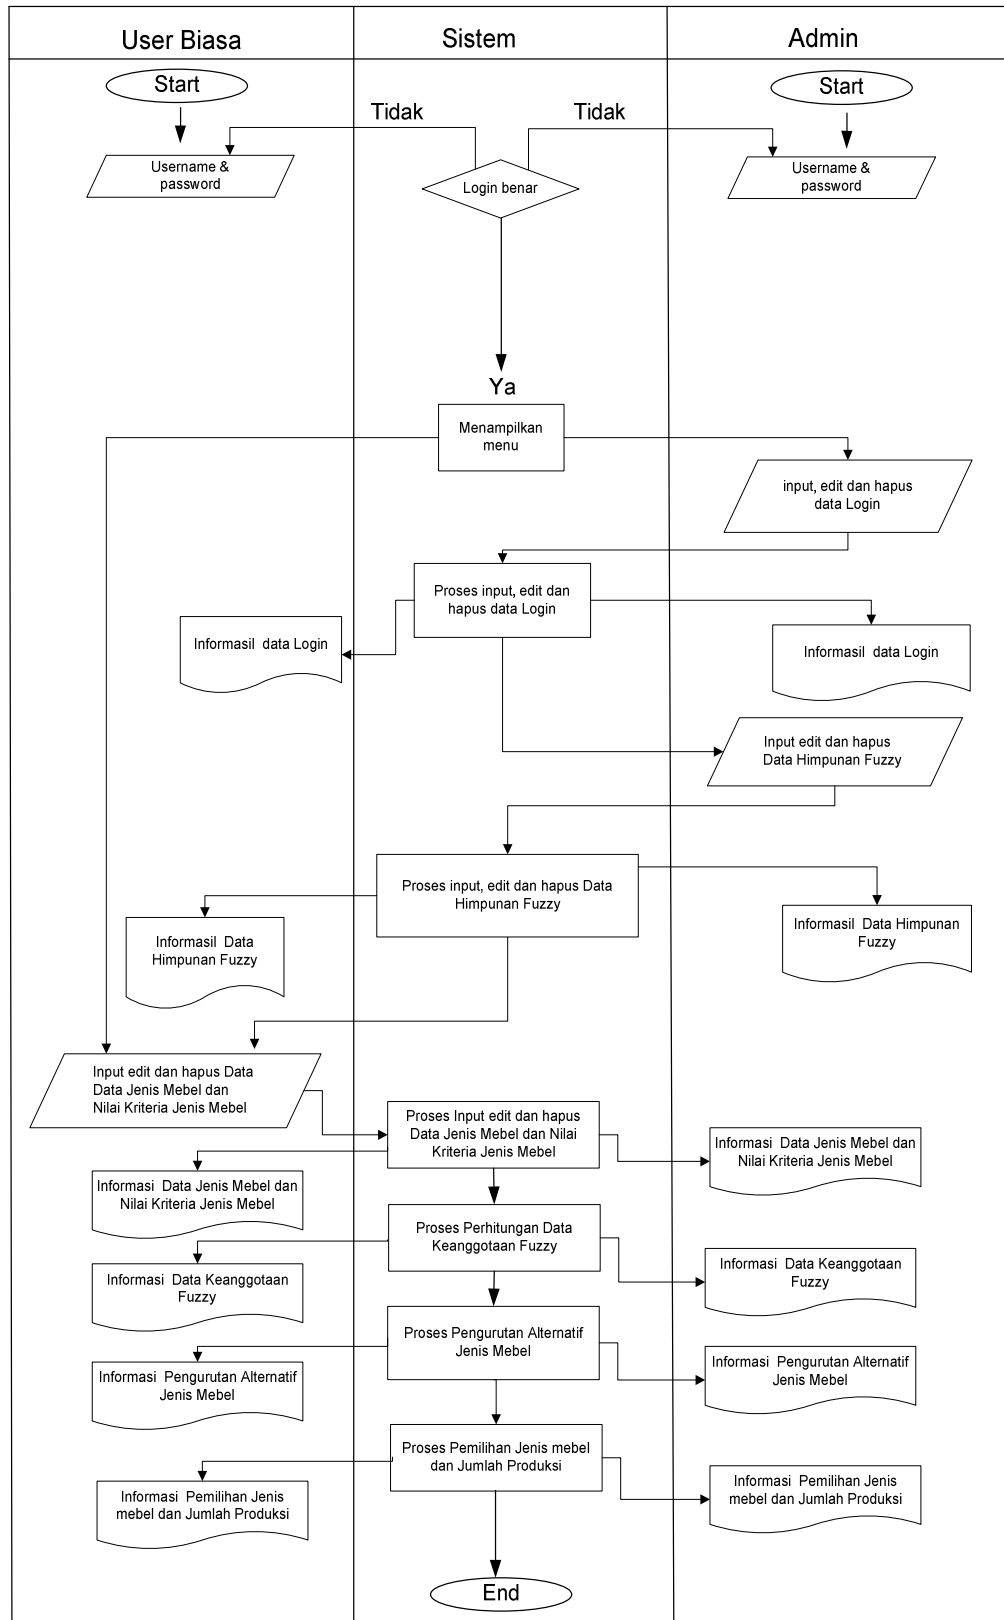 User Biasa
Sistem
Admin
Start
Start
Tidak
Tidak
Username &
password
Login benar
Username &
password
Ya
Menampilkan
menu
input, edit dan hapus
data Login
Proses input, edit dan
hapus data Login
Informasil data Login
Informasil data Login
Input edit dan hapus
Data Himpunan Fuzzy
Proses input, edit dan hapus Data
Himpunan Fuzzy
Informasil Data
Himpunan Fuzzy
Informasil Data Himpunan
Fuzzy
Input edit dan hapus Data
Data Jenis Mebel dan
Nilai Kriteria Jenis Mebel
Proses Input edit dan hapus
Data Jenis Mebel dan Nilai
Kriteria Jenis Mebel
Informasi Data Jenis Mebel dan
Nilai Kriteria Jenis Mebel
Informasi Data Jenis Mebel dan
Nilai Kriteria Jenis Mebel
Proses Perhitungan Data
Keanggotaan Fuzzy
Informasi Data Keanggotaan
Fuzzy
Informasi Data Keanggotaan
Fuzzy
Proses Pengurutan Alternatif
Jenis Mebel
Informasi Pengurutan Alternatif
Jenis Mebel
Informasi Pengurutan Alternatif
Jenis Mebel
Proses Pemilihan Jenis mebel
dan Jumlah Produksi
Informasi Pemilihan Jenis
mebel dan Jumlah Produksi
Informasi Pemilihan Jenis
mebel dan Jumlah Produksi
End